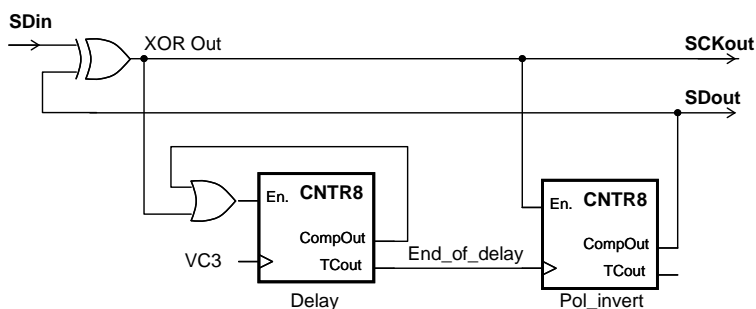 SDin
XOR Out
SCKout
SDout
En. CNTR8
CompOut
TCout
VC3
Delay
End_of_delay
En. CNTR8
CompOut
TCout
Pol_invert